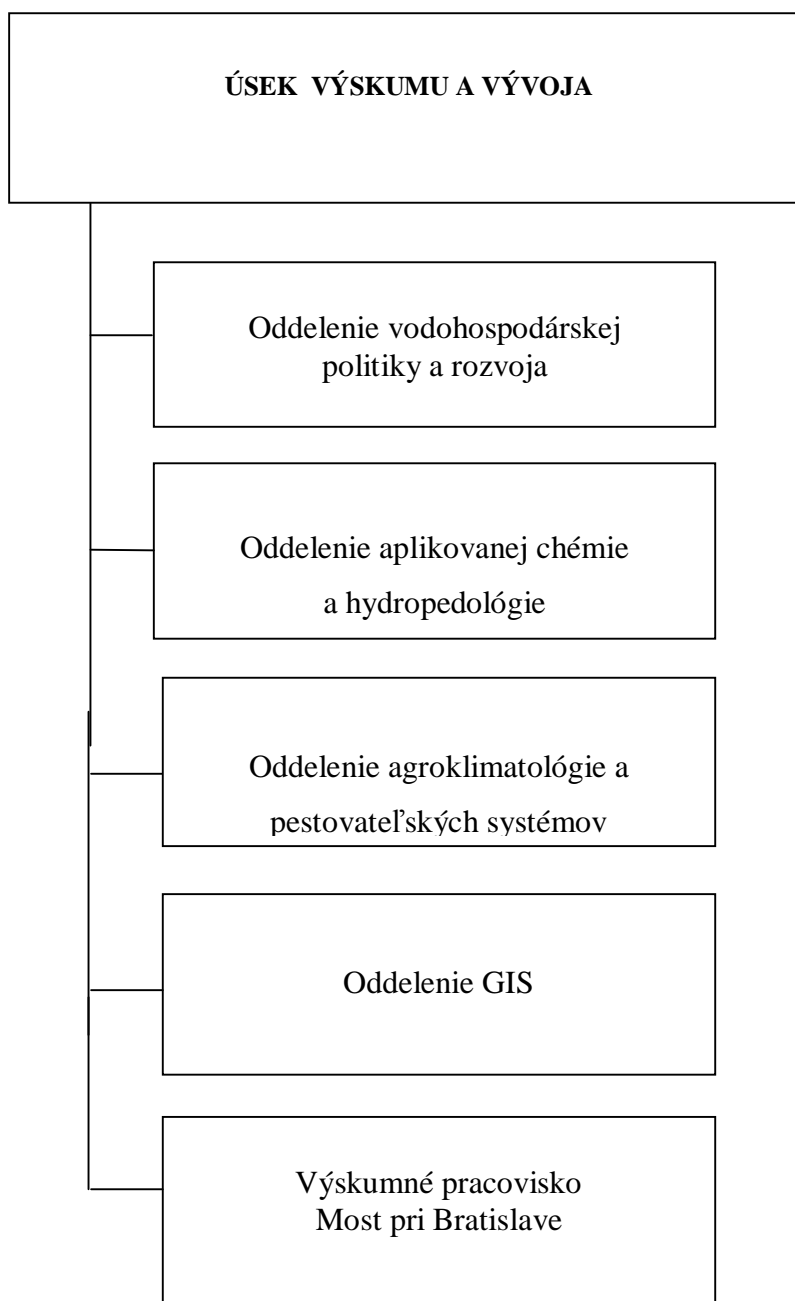 ÚSEK VÝSKUMU A VÝVOJA
Oddelenie vodohospodárskej
politiky a rozvoja
Oddelenie aplikovanej chémie
a hydropedológie
Oddelenie agroklimatológie a
pestovateľských systémov
Oddelenie GIS
Výskumné pracovisko
Most pri Bratislave